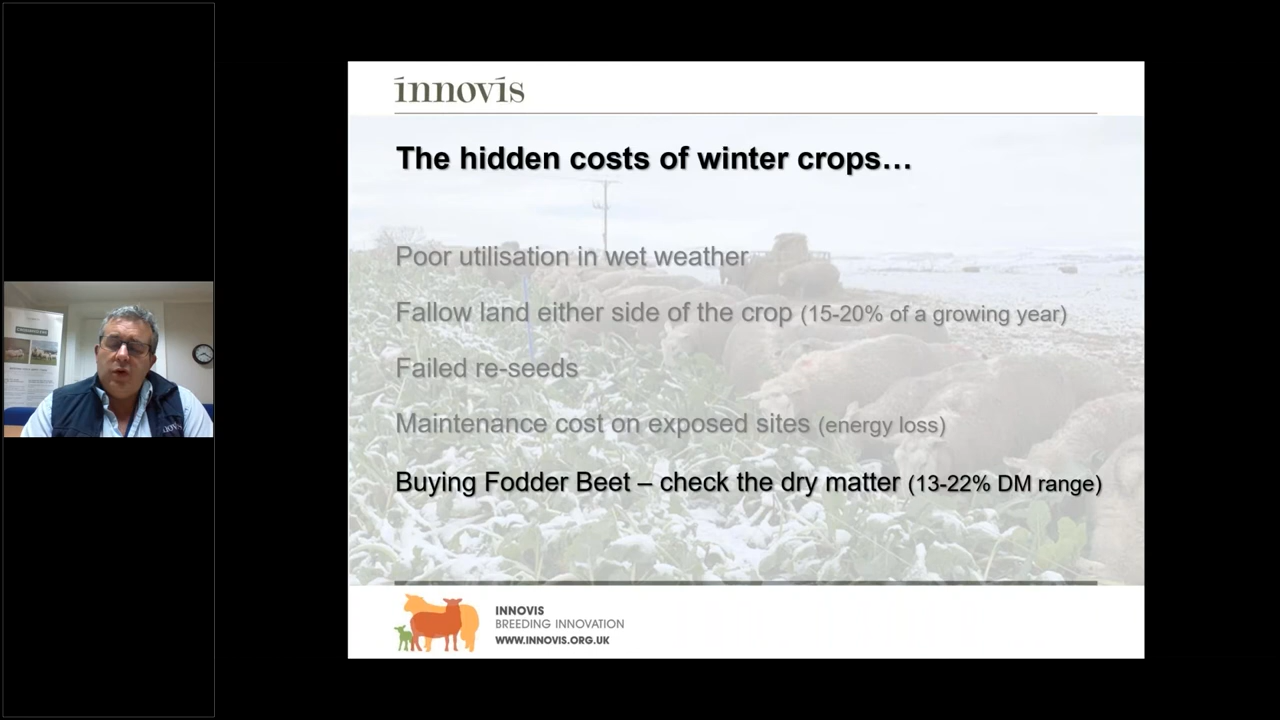 innovis
The hidden costs of winter crops…
Poor utilisation in wet weather
Fallow land either side of the crop (15-20% of a growing year)
Failed re-seeds
Maintenance cost on exposed sites (energy loss)
Buying Fodder Beet – check the dry matter (13-22% DM range)
INNOVIS
BREEDING INNOVATION
WWW.INNOVIS.ORG.UK